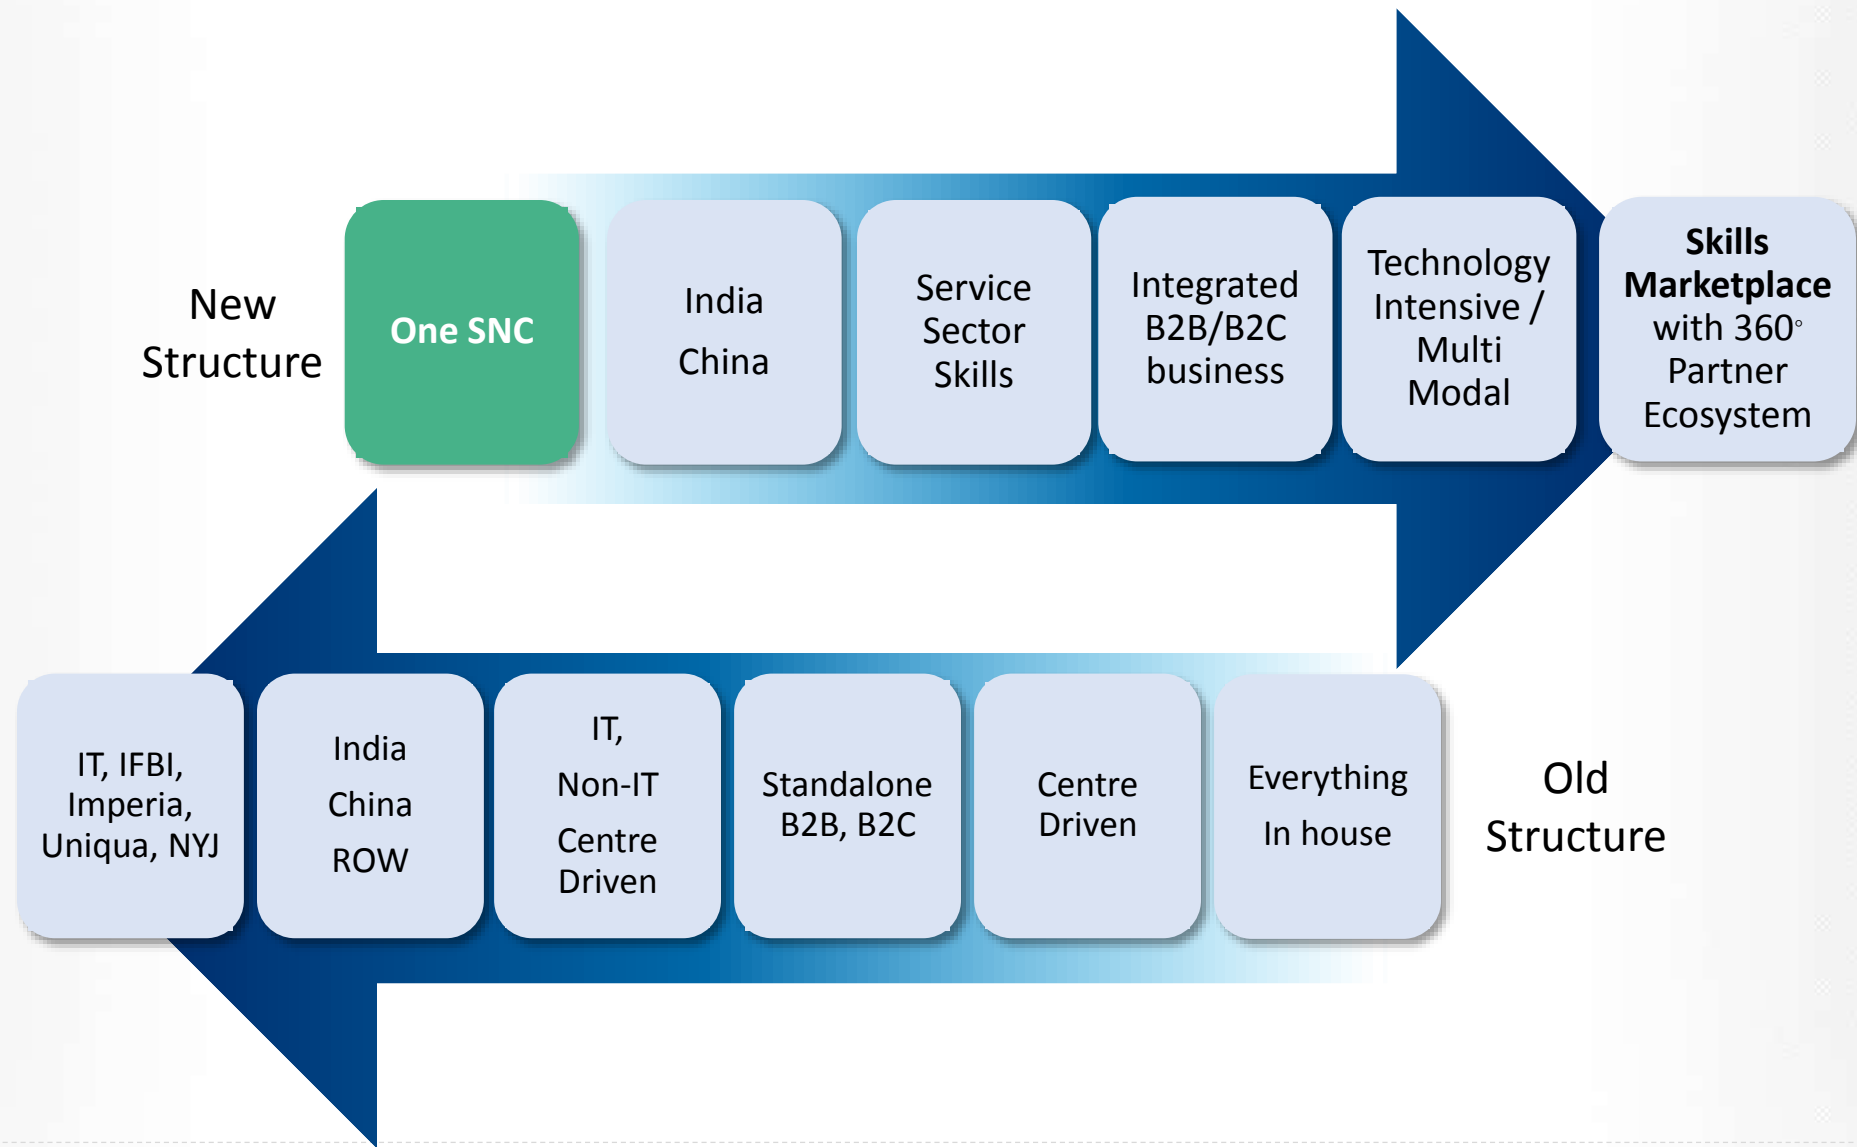 New
Structure
One SNC
India
China
Service
Sector
Skills
Integrated
B2B/B2C
business
Technology
Intensive /
Multi
Modal
Skills
Marketplace
with 360°
Partner
Ecosystem
IT, IFBI,
Imperia,
Uniqua, NYJ
India
China
ROW
IT,
Non-IT
Centre
Driven
Standalone
B2B, B2C
Centre
Driven
Everything
In house
Old
Structure